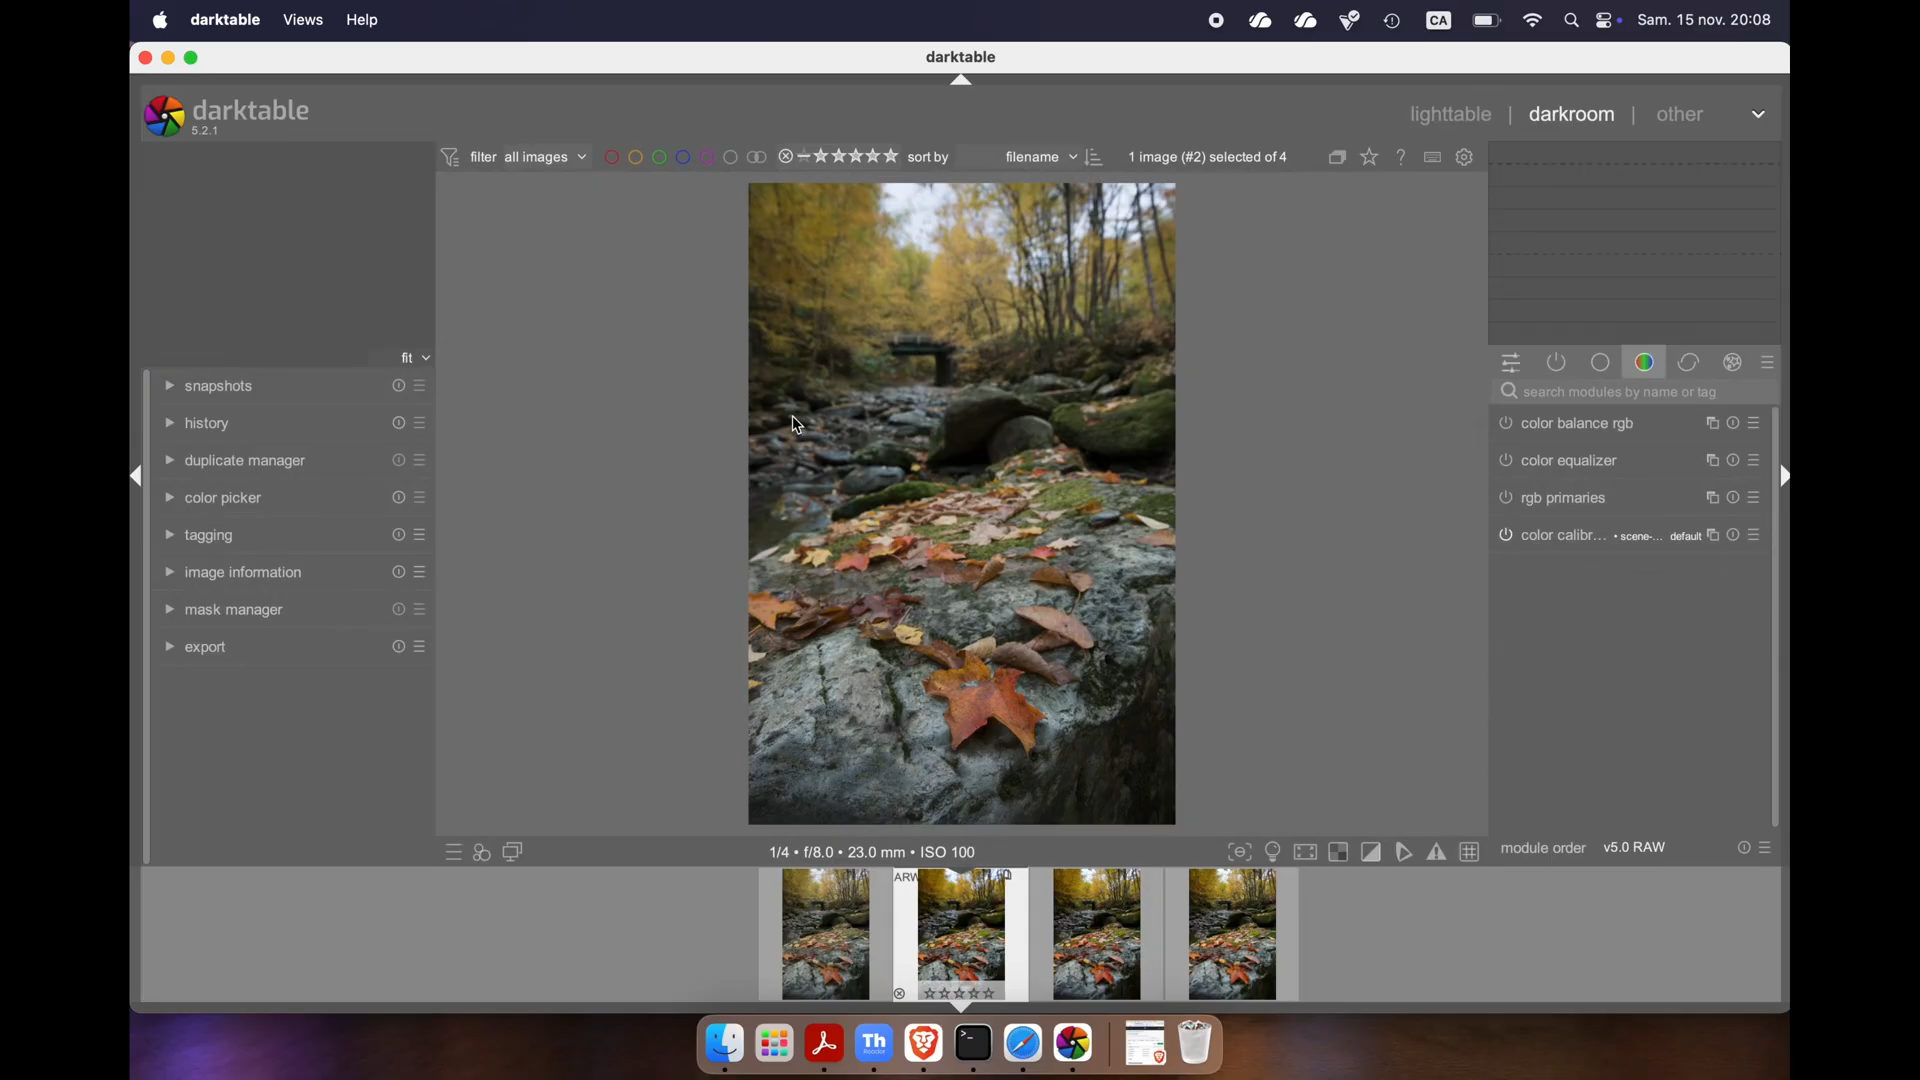 darktable Views Help CA Sam. 15 nov. 20:08
darktable
darktable
5.2.1
lighttable | darkroom | other
filter all images sort by filename 1 image (#2) selected of 4 ?
fit
snapshots
history
duplicate manager
color picker
tagging
image information
mask manager
export
search modules by name or tag
color balance rgb
color equalizer
rgb primaries
color calibr... • scene-... default
1/4 • f/8.0 • 23.0 mm • ISO 100
module order v5.0 RAW
ARW
Th
Reader